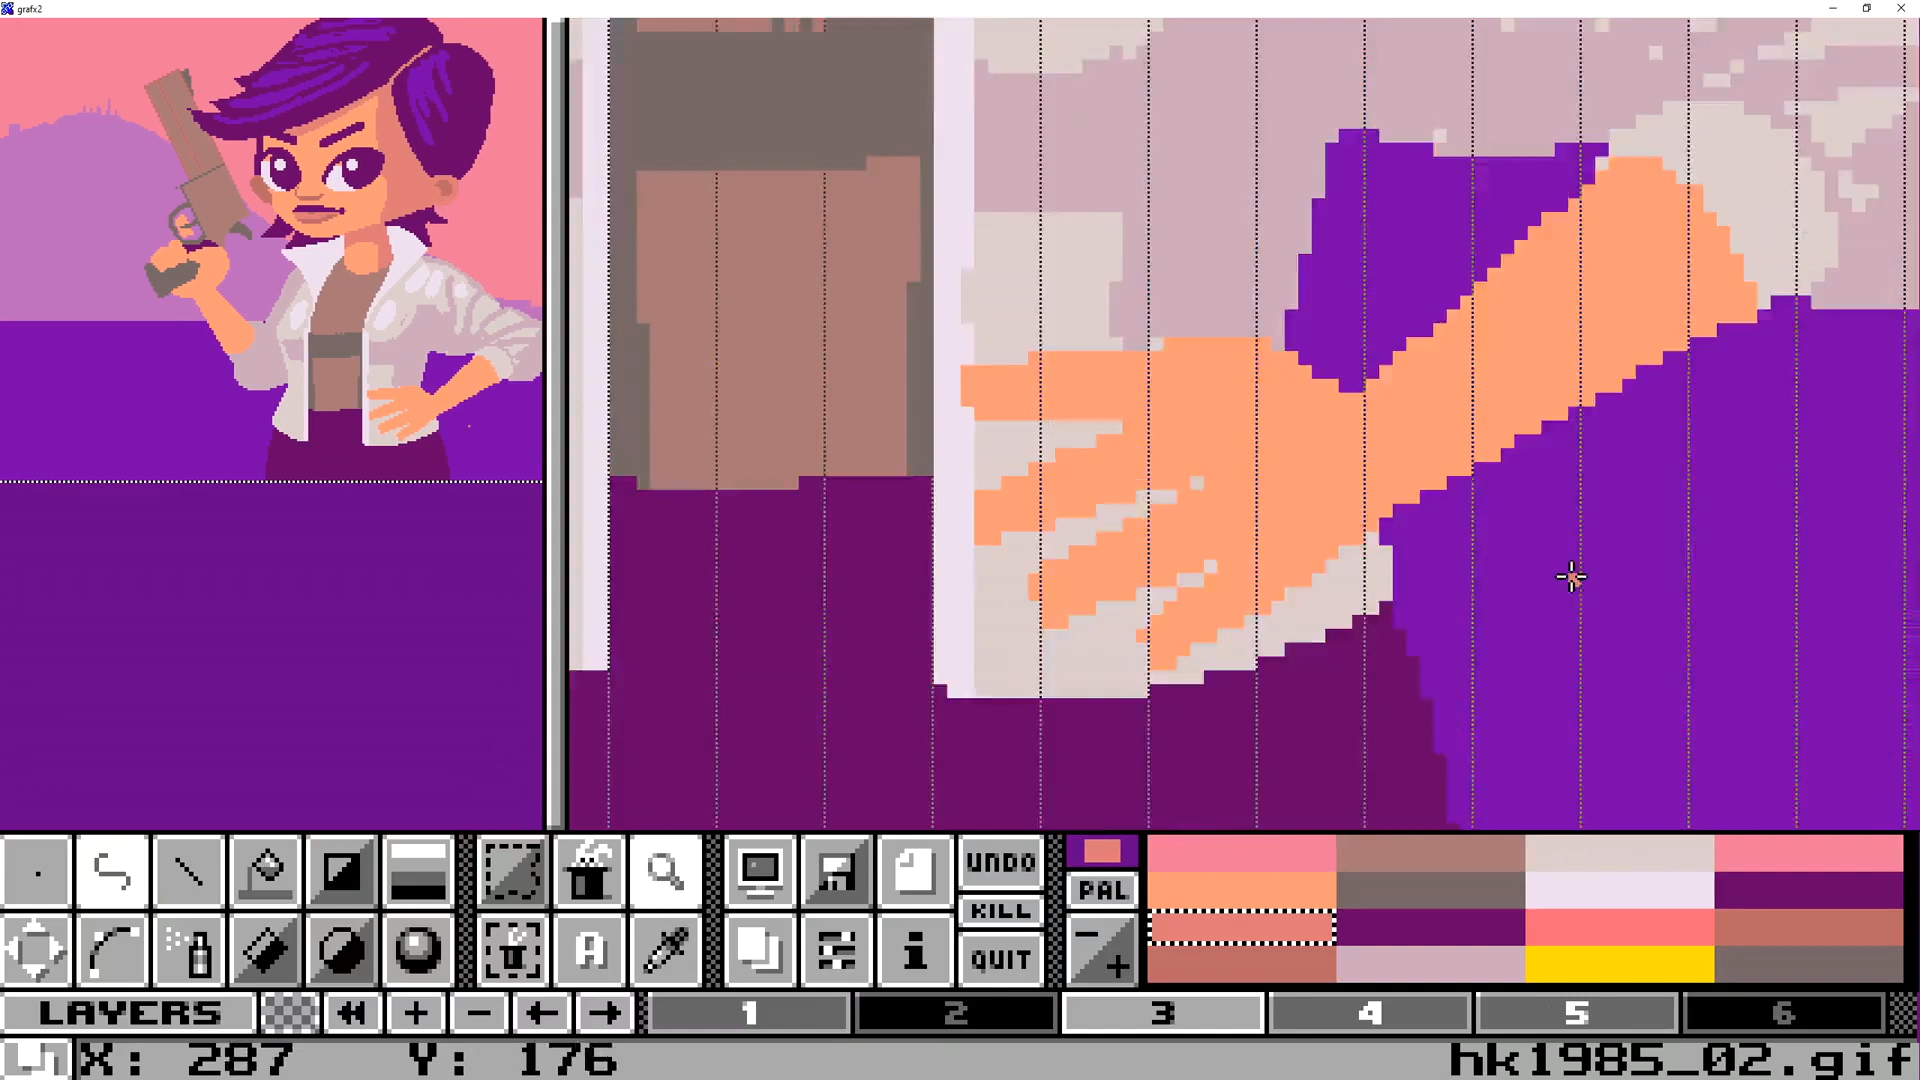 grafx2
UNDO
KILL
QUIT
PAL
A
i
LAYERS
1
2
3
4
5
6
X: 287 Y: 176
hk1985_02.gif